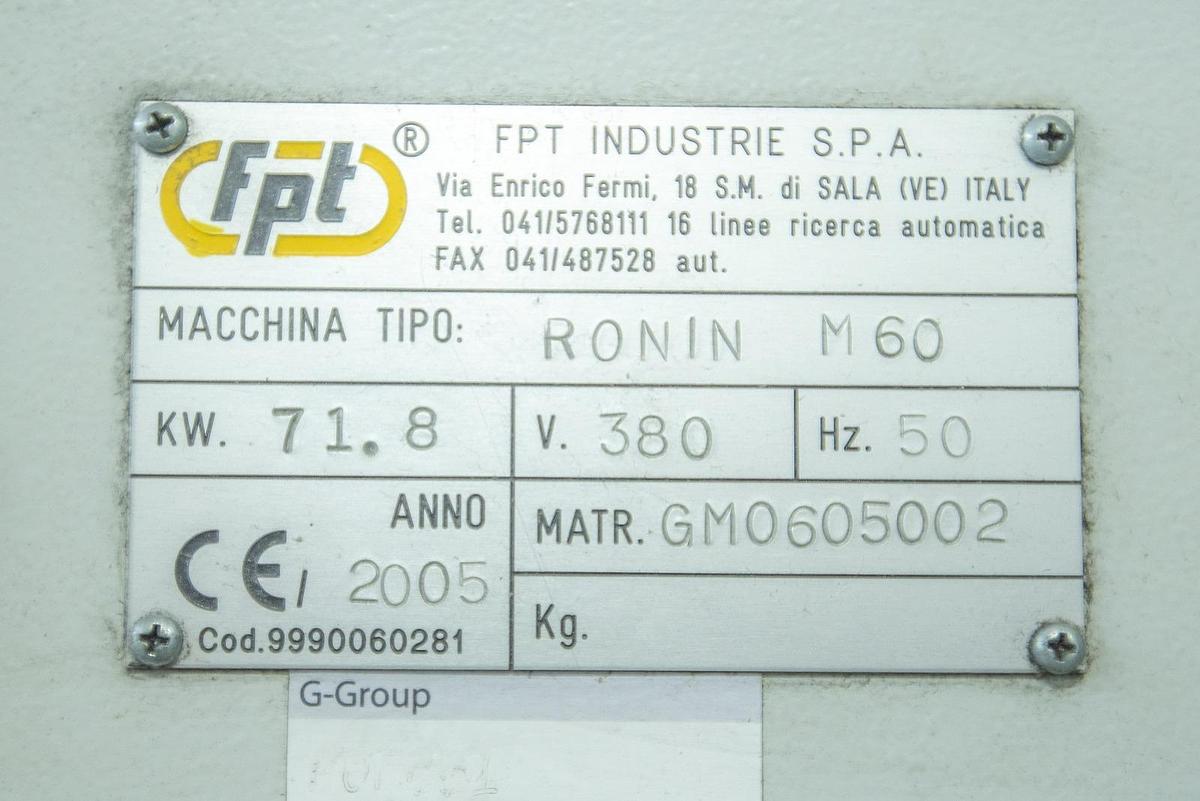 fpt ® FPT INDUSTRIE S.P.A.
Via Enrico Fermi, 18 S.M. di SALA (VE) ITALY
Tel. 041/5768111 16 linee ricerca automatica
FAX 041/487528 aut.
MACCHINA TIPO: RONIN M60
KW. 71.8 V. 380 Hz. 50
ANNO
CE/ 2005
Cod.9990060281
MATR. GM0605002
Kg.
G-Group